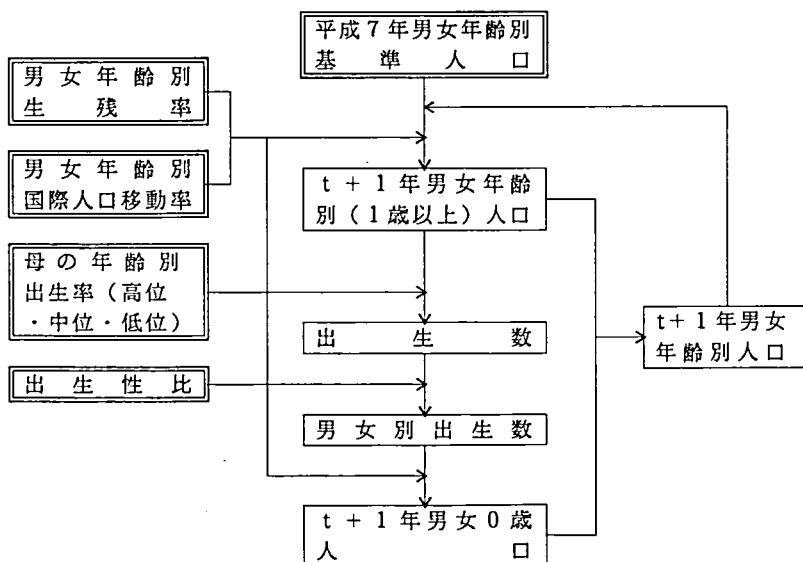 平成7年男女年齢別
基準人口
男女年齢別
生残率
男女年齢別
国際人口移動率
t+1年男女年齢
別(1歳以上)人口
母の年齢別
出生率(高位
・中位・低位)
出生数
t+1年男女
年齢別人口
出生性比
男女別出生数
t+1年男女0歳
人口